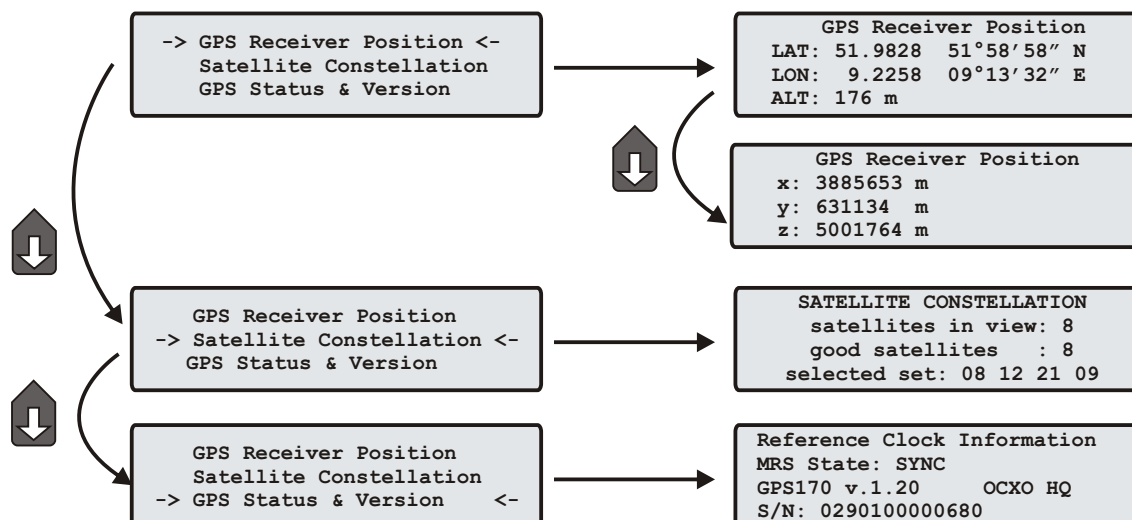 -> GPS Receiver Position <-
Satellite Constellation
GPS Status & Version
GPS Receiver Position
LAT: 51.9828 51°58’58” N
LON: 9.2258 09°13’32” E
ALT: 176 m
GPS Receiver Position
x: 3885653 m
y: 631134 m
z: 5001764 m
GPS Receiver Position
-> Satellite Constellation <-
GPS Status & Version
SATELLITE CONSTELLATION
satellites in view: 8
good satellites : 8
selected set: 08 12 21 09
GPS Receiver Position
Satellite Constellation
-> GPS Status & Version <-
Reference Clock Information
MRS State: SYNC
GPS170 v.1.20 OCXO HQ
S/N: 0290100000680